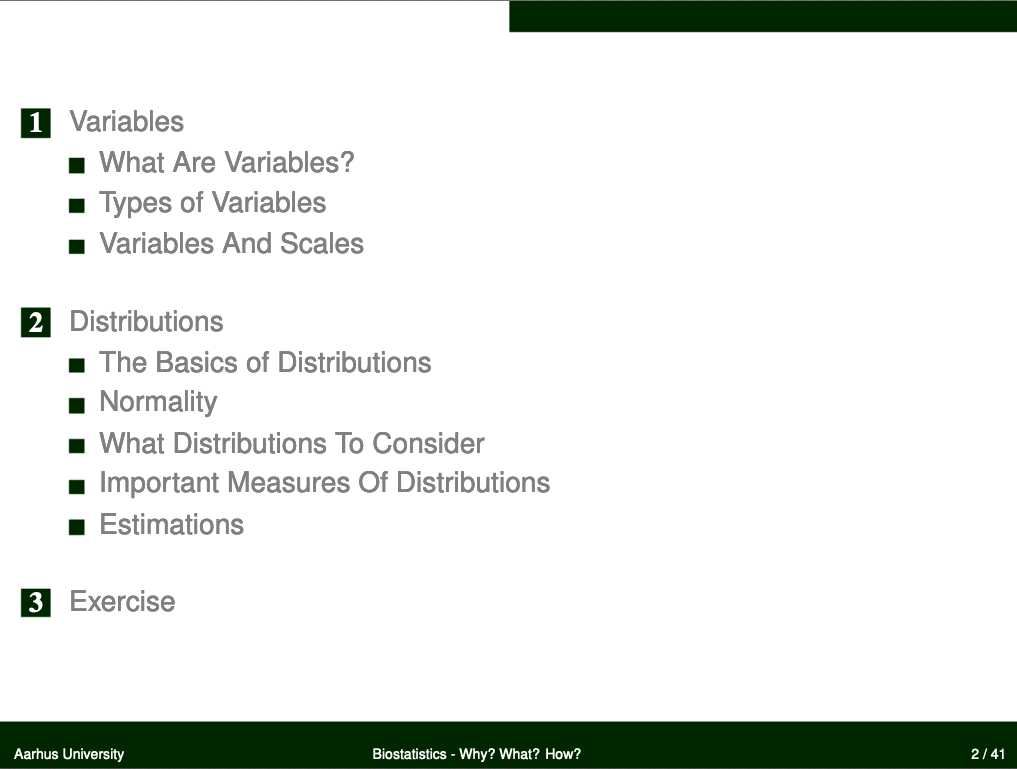 1 Variables
What Are Variables?
Types of Variables
Variables And Scales
2 Distributions
The Basics of Distributions
Normality
What Distributions To Consider
Important Measures Of Distributions
Estimations
3 Exercise
Aarhus University Biostatistics - Why? What? How? 2 / 41